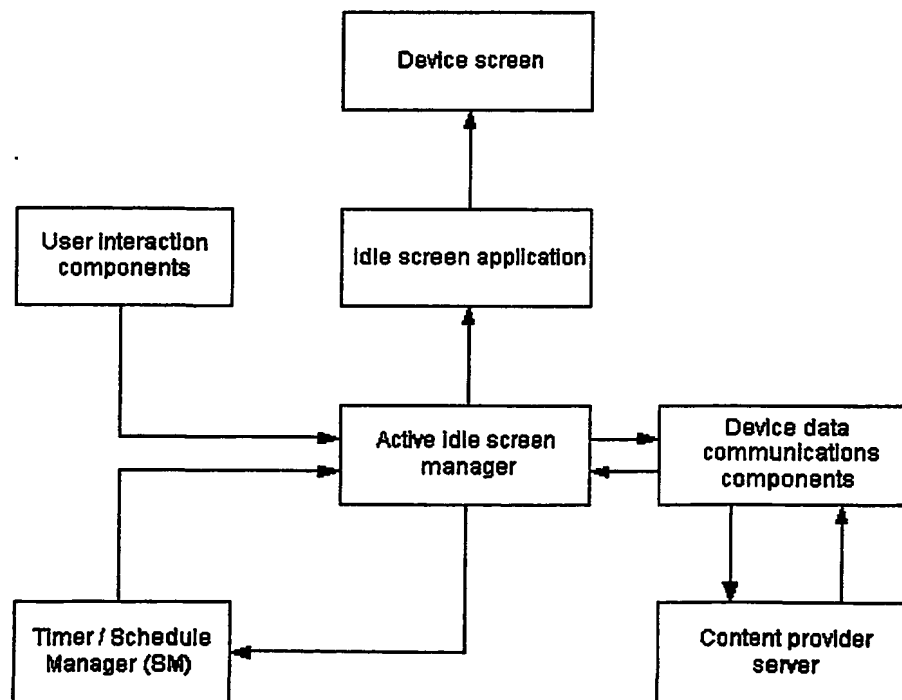 Device screen
User interaction
components
Idle screen application
Active idle screen
manager
Device data
communications
components
Timer / Schedule
Manager (SM)
Content provider
server